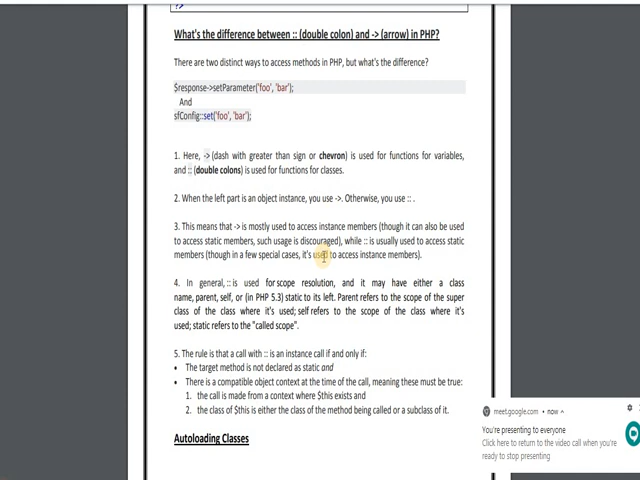 ?>
What's the difference between :: (double colon) and -> (arrow) in PHP?
There are two distinct ways to access methods in PHP, but what's the difference?
$response->setParameter('foo', 'bar');
And
sfConfig::set('foo', 'bar');
1. Here, -> (dash with greater than sign or chevron) is used for functions for variables,
and :: (double colons) is used for functions for classes.
2. When the left part is an object instance, you use ->. Otherwise, you use :: .
3. This means that -> is mostly used to access instance members (though it can also be used
to access static members, such usage is discouraged), while :: is usually used to access static
members (though in a few special cases, it's used to access instance members).
4. In general, :: is used for scope resolution, and it may have either a class
name, parent, self, or (in PHP 5.3) static to its left. Parent refers to the scope of the super
class of the class where it's used; self refers to the scope of the class where it's
used; static refers to the "called scope".
5. The rule is that a call with :: is an instance call if and only if:
• The target method is not declared as static and
• There is a compatible object context at the time of the call, meaning these must be true:
1. the call is made from a context where $this exists and
2. the class of $this is either the class of the method being called or a subclass of it.
Autoloading Classes
meet.google.com • now
You're presenting to everyone
Click here to return to the video call when you're
ready to stop presenting